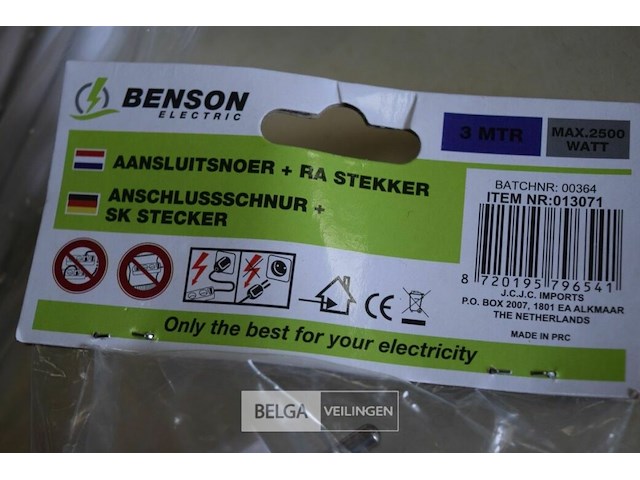 BENSON
ELECTRIC
3 MTR
MAX.2500
WATT
AANSLUITSNOER + RA STEKKER
ANSCHLUSSSCHNUR +
SK STECKER
BATCHNR: 00364
ITEM NR:013071
8 720195 796541
J.C.J.C. IMPORTS
P.O. BOX 2007, 1801 EA ALKMAAR
THE NETHERLANDS
MADE IN PRC
CE
Only the best for your electricity
BELGA VEILINGEN